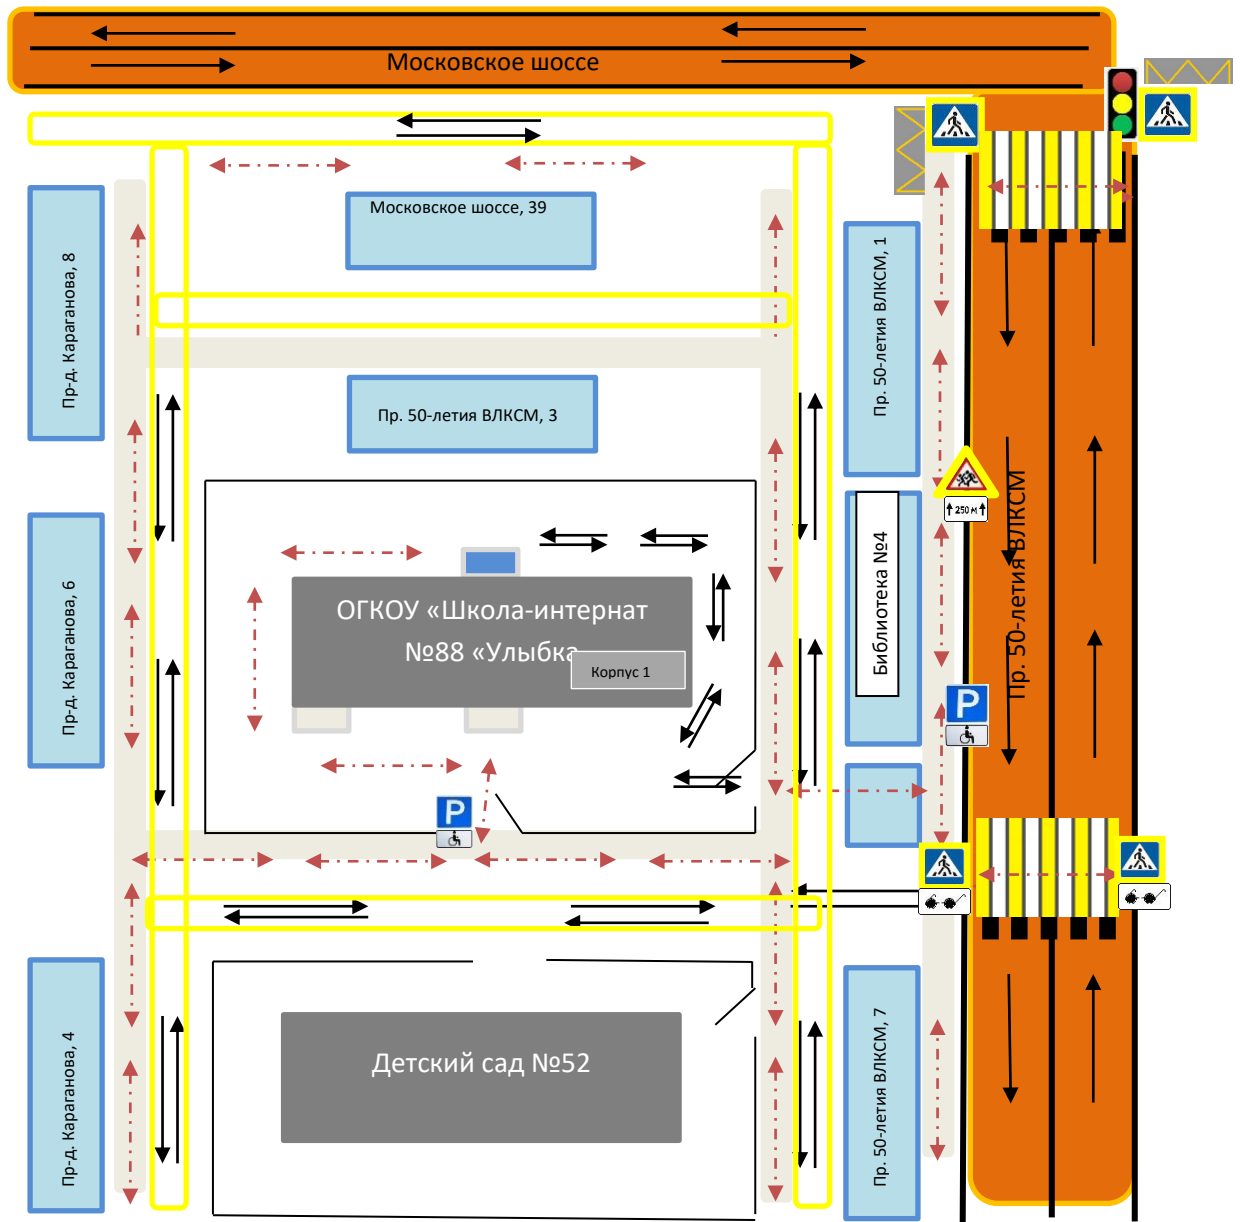 Московское шоссе
Московское шоссе, 39
Пр-д. Караганова, 8
Пр. 50-летия ВЛКСМ, 1
Пр. 50-летия ВЛКСМ, 3
250 м
Пр. 50-летия ВЛКСМ
Библиотека №4
Пр-д. Караганова, 6
ОГКОУ «Школа-интернат
№88 «Улыбка
Корпус 1
P
P
Пр-д. Караганова, 4
Детский сад №52
Пр. 50-летия ВЛКСМ, 7